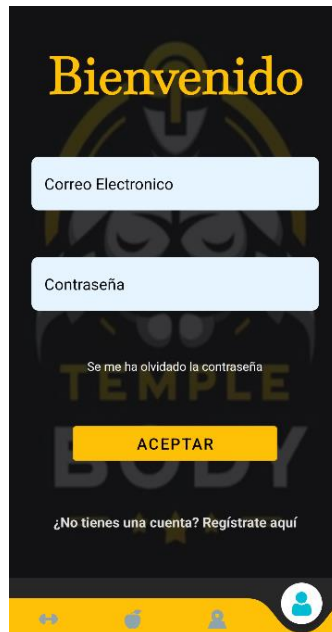 Bienvenido
Correo Electronico
Contraseña
Se me ha olvidado la contraseña
TEMPLE
ACEPTAR
BODY
¿No tienes una cuenta? Regístrate aquí